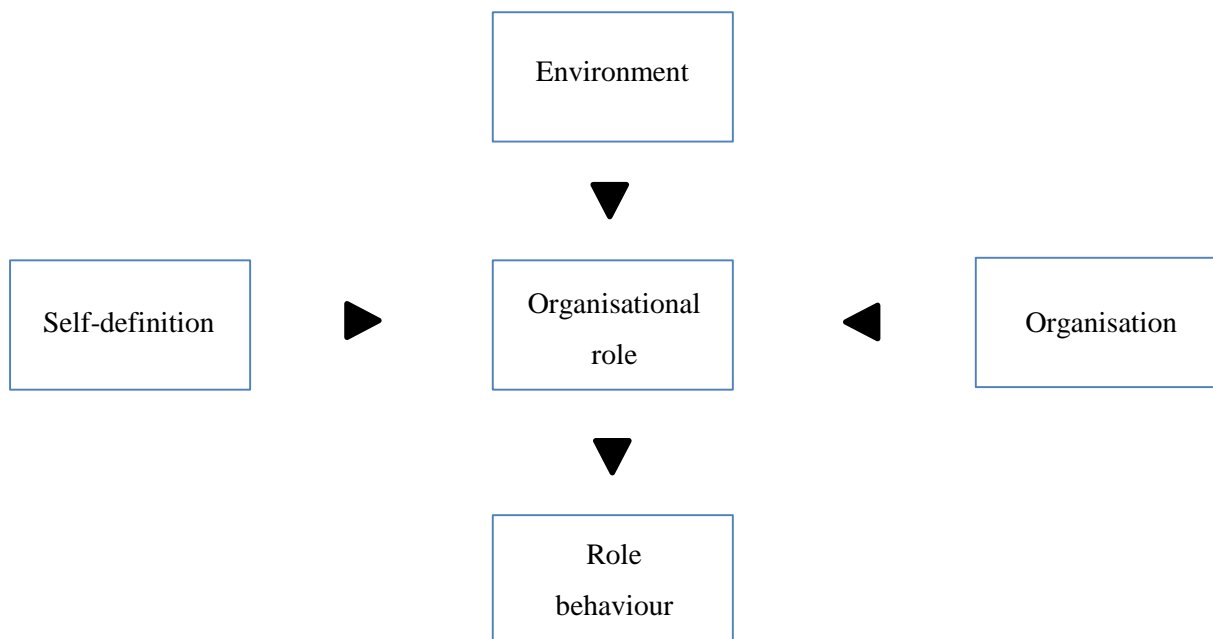 Environment
Self-definition
Organisational
role
Organisation
Role
behaviour